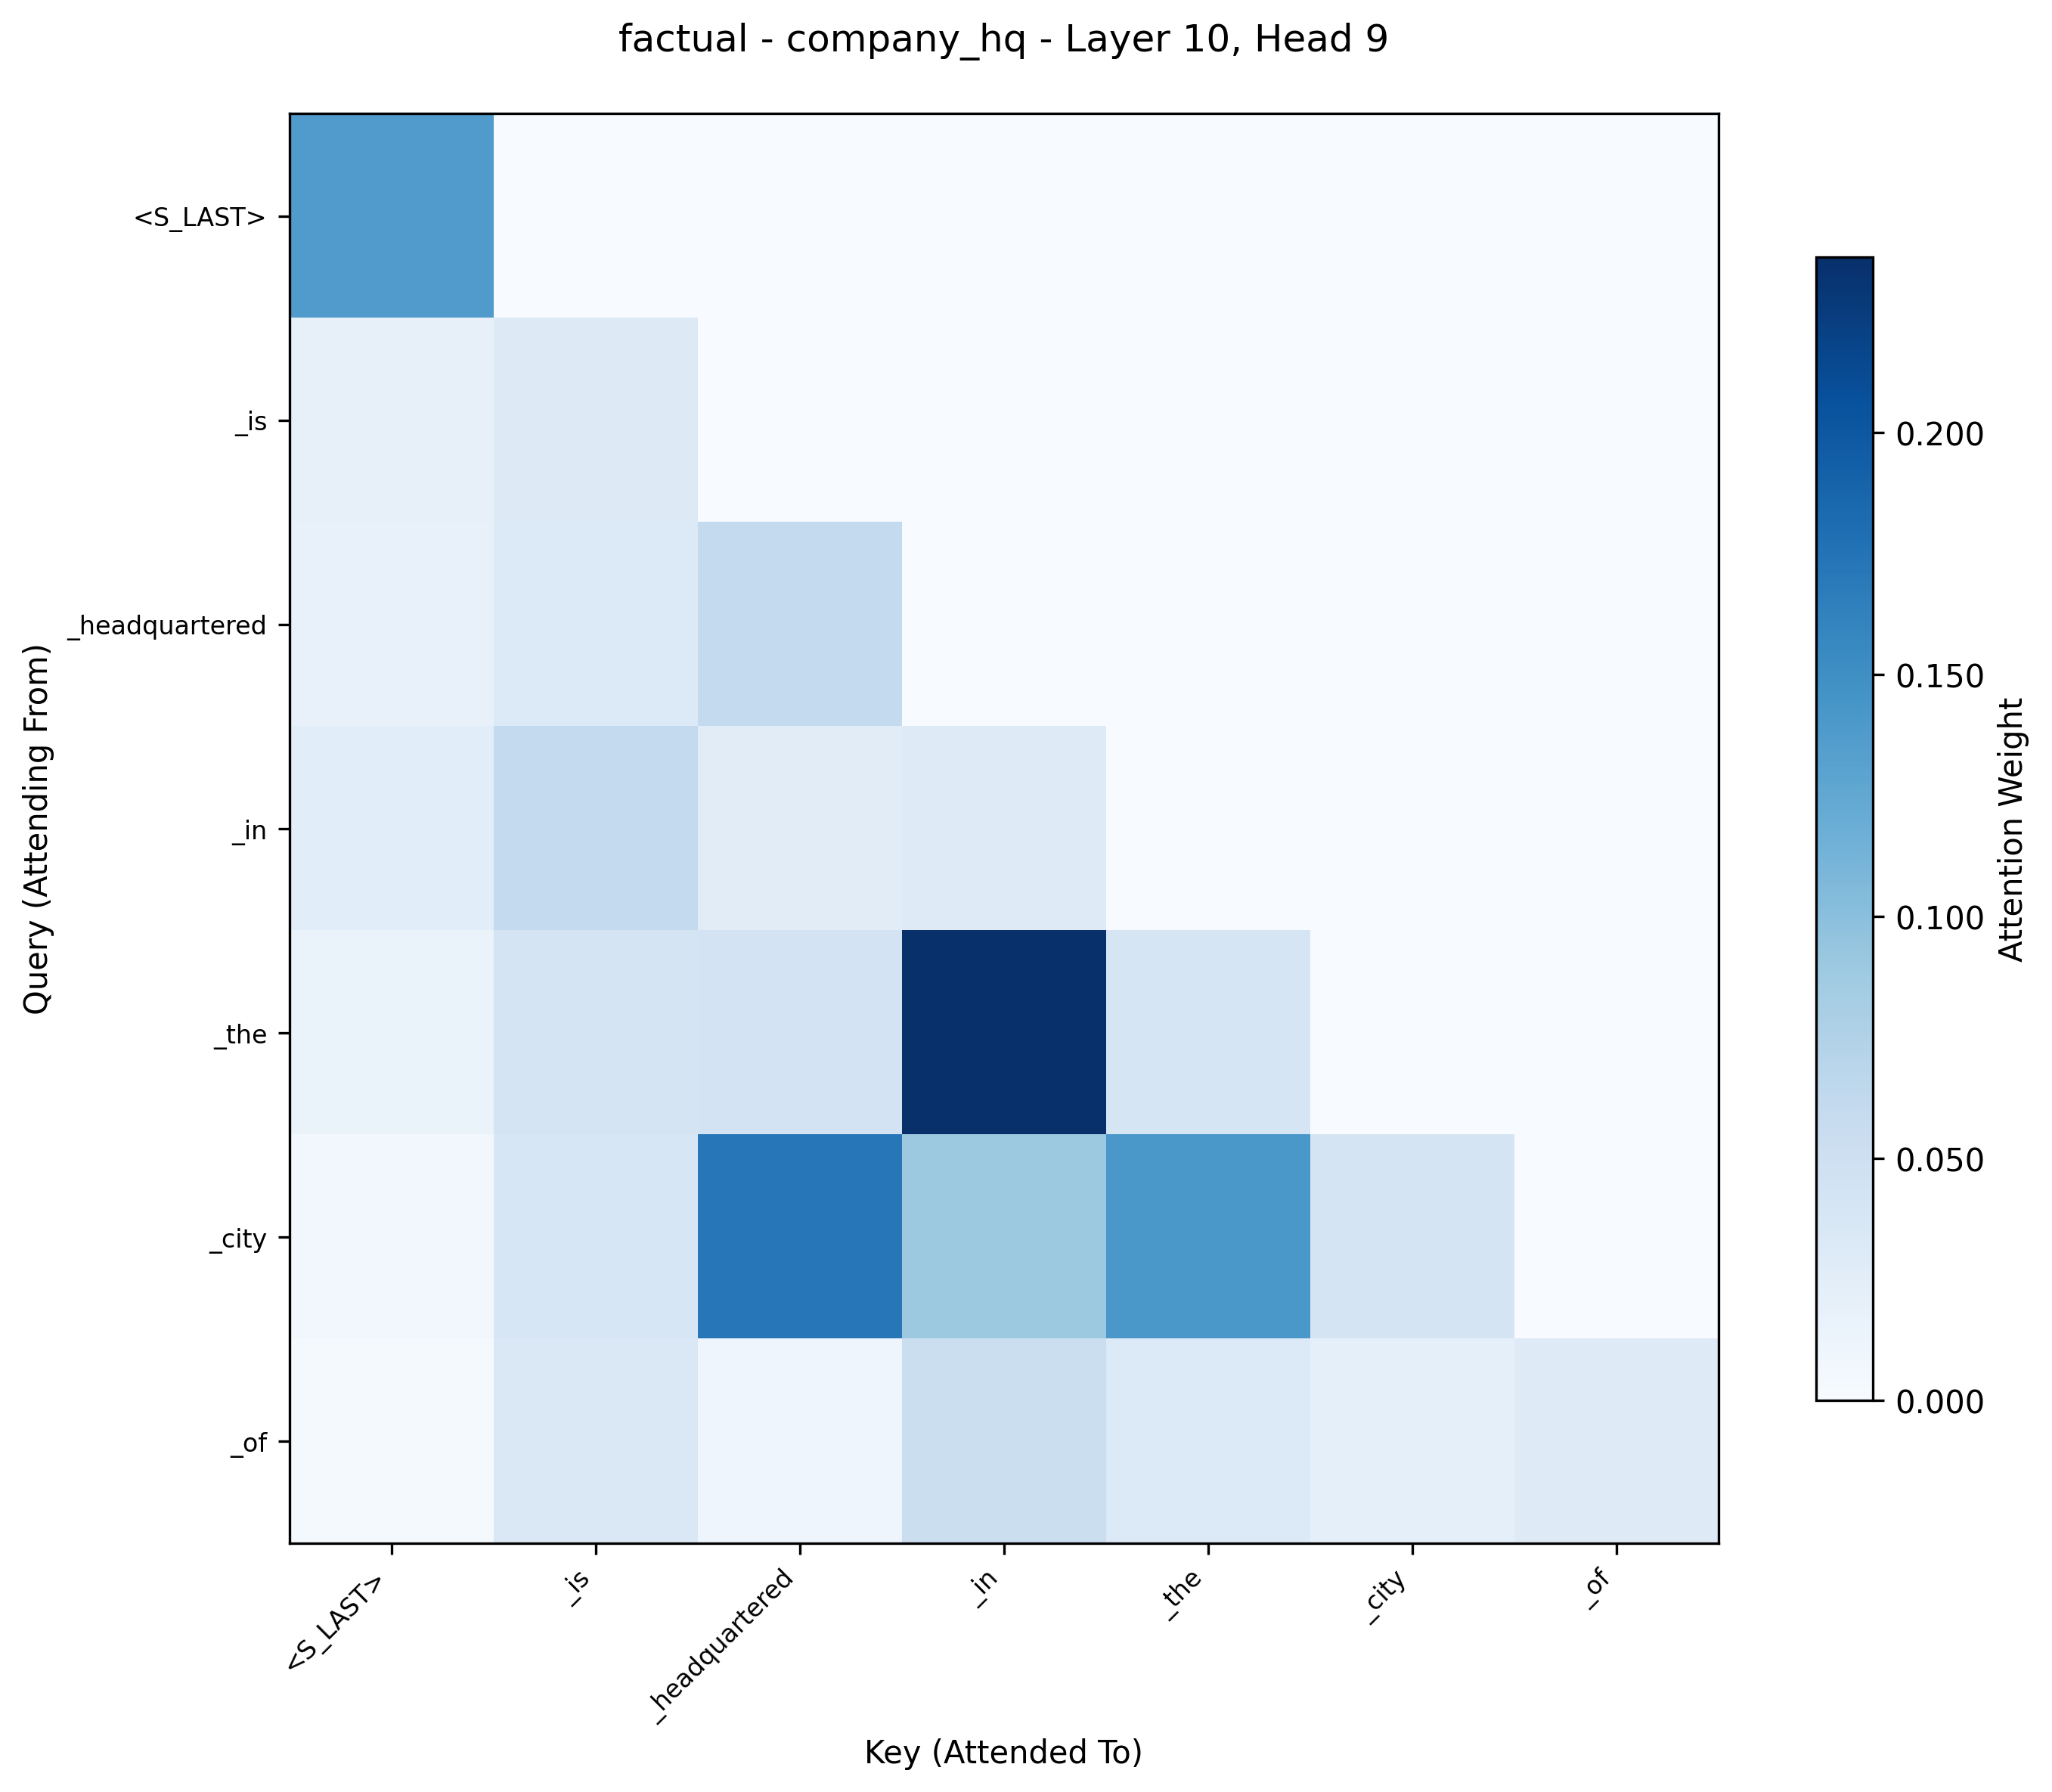 factual - company_hq - Layer 10, Head 9
Query (Attending From)
<S_LAST>
_is
_headquartered
_in
_the
_city
_of
<S_LAST>
_is
_headquartered
_in
_the
_city
_of
Key (Attended To)
0.200
0.150
0.100
0.050
0.000
Attention Weight